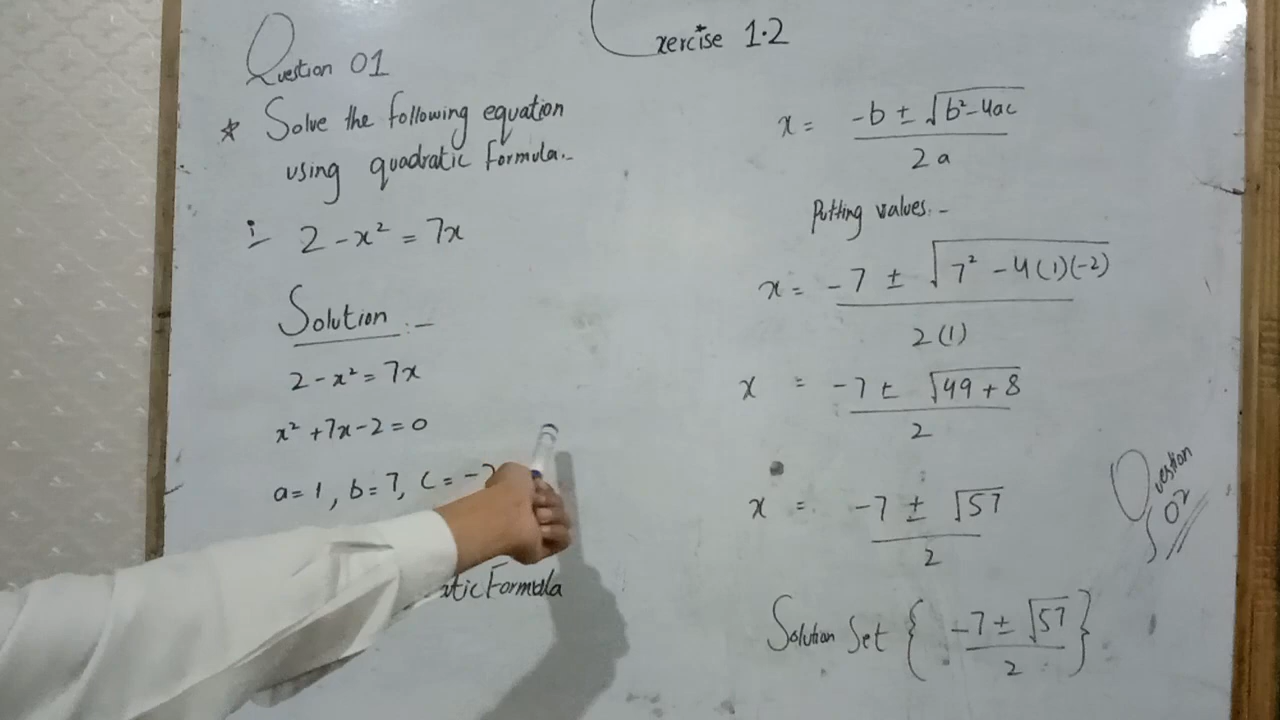 Exercise 1.2
Question 01
* Solve the following equation
using quadratic formula.-
i- 2 - x² = 7x
Solution :-
2 - x² = 7x
x² + 7x - 2 = 0
a = 1, b = 7, c = -2
Formula
x = (-b ± √(b² - 4ac)) / 2a
Putting values.-
x = (-7 ± √(7² - 4(1)(-2))) / 2(1)
x = (-7 ± √(49 + 8)) / 2
x = (-7 ± √57) / 2
Solution Set { (-7 ± √57) / 2 }
Question
02